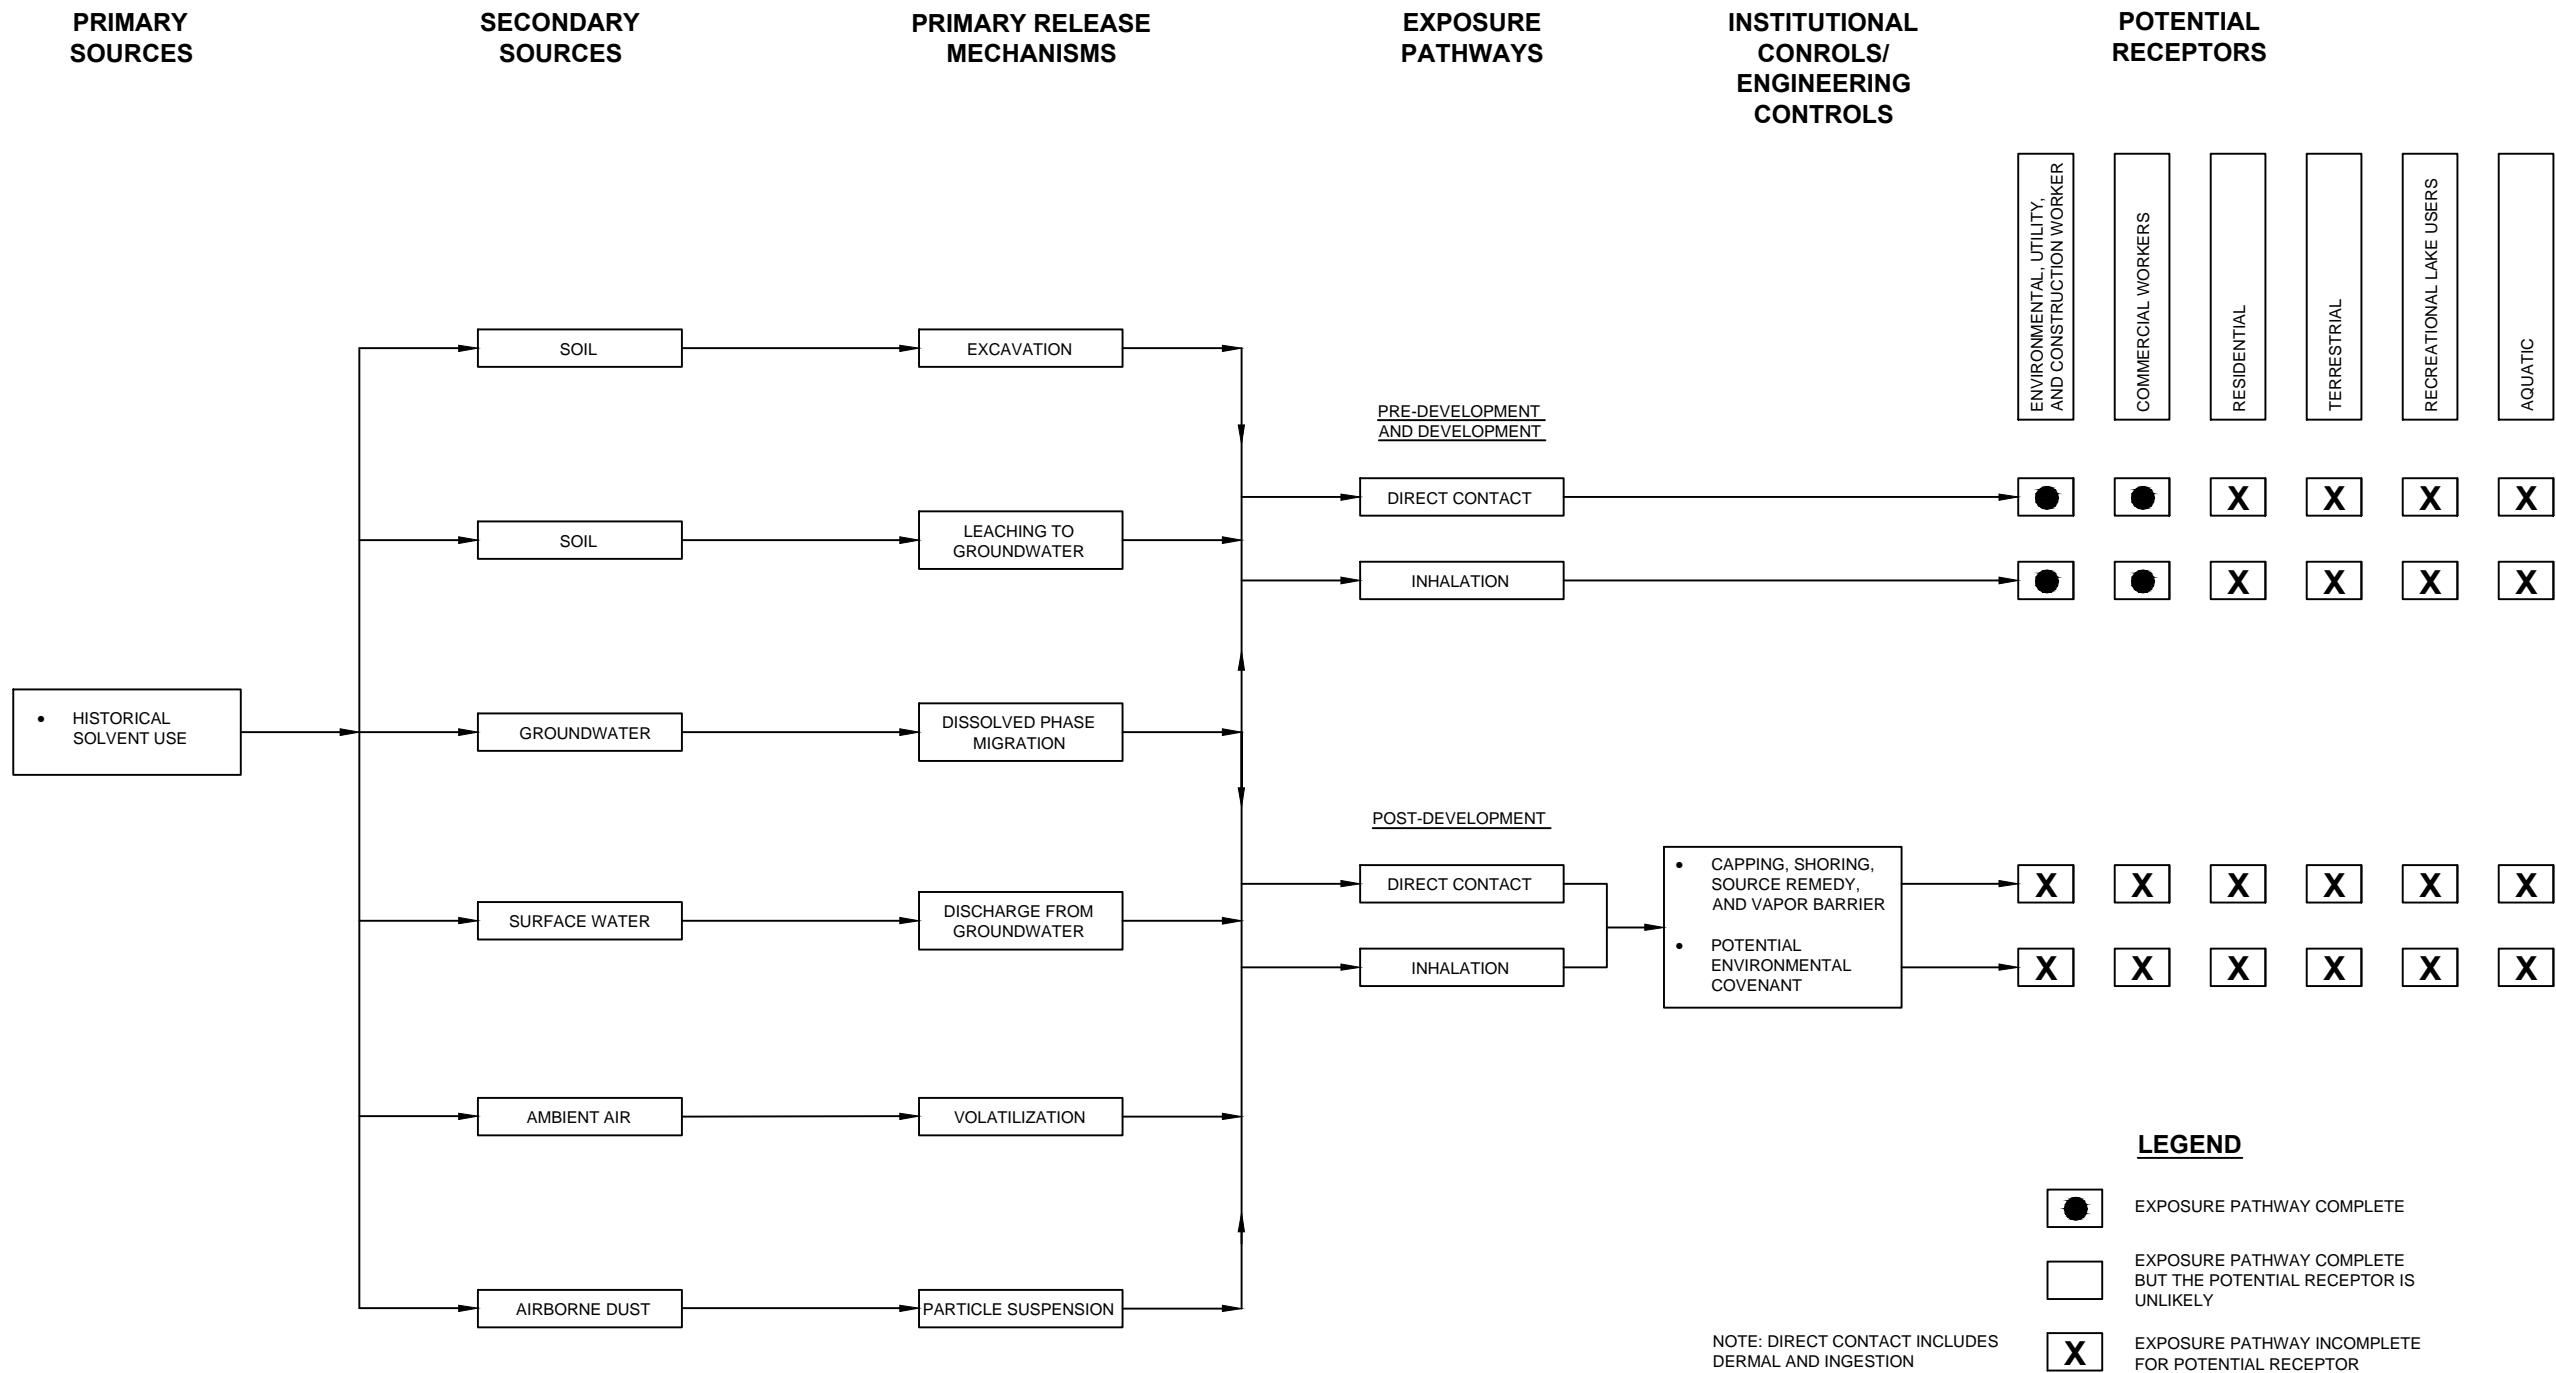 PRIMARY
SOURCES
SECONDARY
SOURCES
PRIMARY RELEASE
MECHANISMS
EXPOSURE
PATHWAYS
INSTITUTIONAL
CONROLS/
ENGINEERING
CONTROLS
POTENTIAL
RECEPTORS
ENVIRONMENTAL, UTILITY,
AND CONSTRUCTION WORKER
COMMERCIAL WORKERS
RESIDENTIAL
TERRESTRIAL
RECREATIONAL LAKE USERS
AQUATIC
• HISTORICAL
SOLVENT USE
SOIL
SOIL
GROUNDWATER
SURFACE WATER
AMBIENT AIR
AIRBORNE DUST
EXCAVATION
LEACHING TO
GROUNDWATER
DISSOLVED PHASE
MIGRATION
DISCHARGE FROM
GROUNDWATER
VOLATILIZATION
PARTICLE SUSPENSION
PRE-DEVELOPMENT
AND DEVELOPMENT
DIRECT CONTACT
X X X X
INHALATION
X X X X
POST-DEVELOPMENT
DIRECT CONTACT
INHALATION
• CAPPING, SHORING,
SOURCE REMEDY,
AND VAPOR BARRIER
• POTENTIAL
ENVIRONMENTAL
COVENANT
X X X X X X
X X X X X X
LEGEND
EXPOSURE PATHWAY COMPLETE
EXPOSURE PATHWAY COMPLETE
BUT THE POTENTIAL RECEPTOR IS
UNLIKELY
X EXPOSURE PATHWAY INCOMPLETE
FOR POTENTIAL RECEPTOR
NOTE: DIRECT CONTACT INCLUDES
DERMAL AND INGESTION